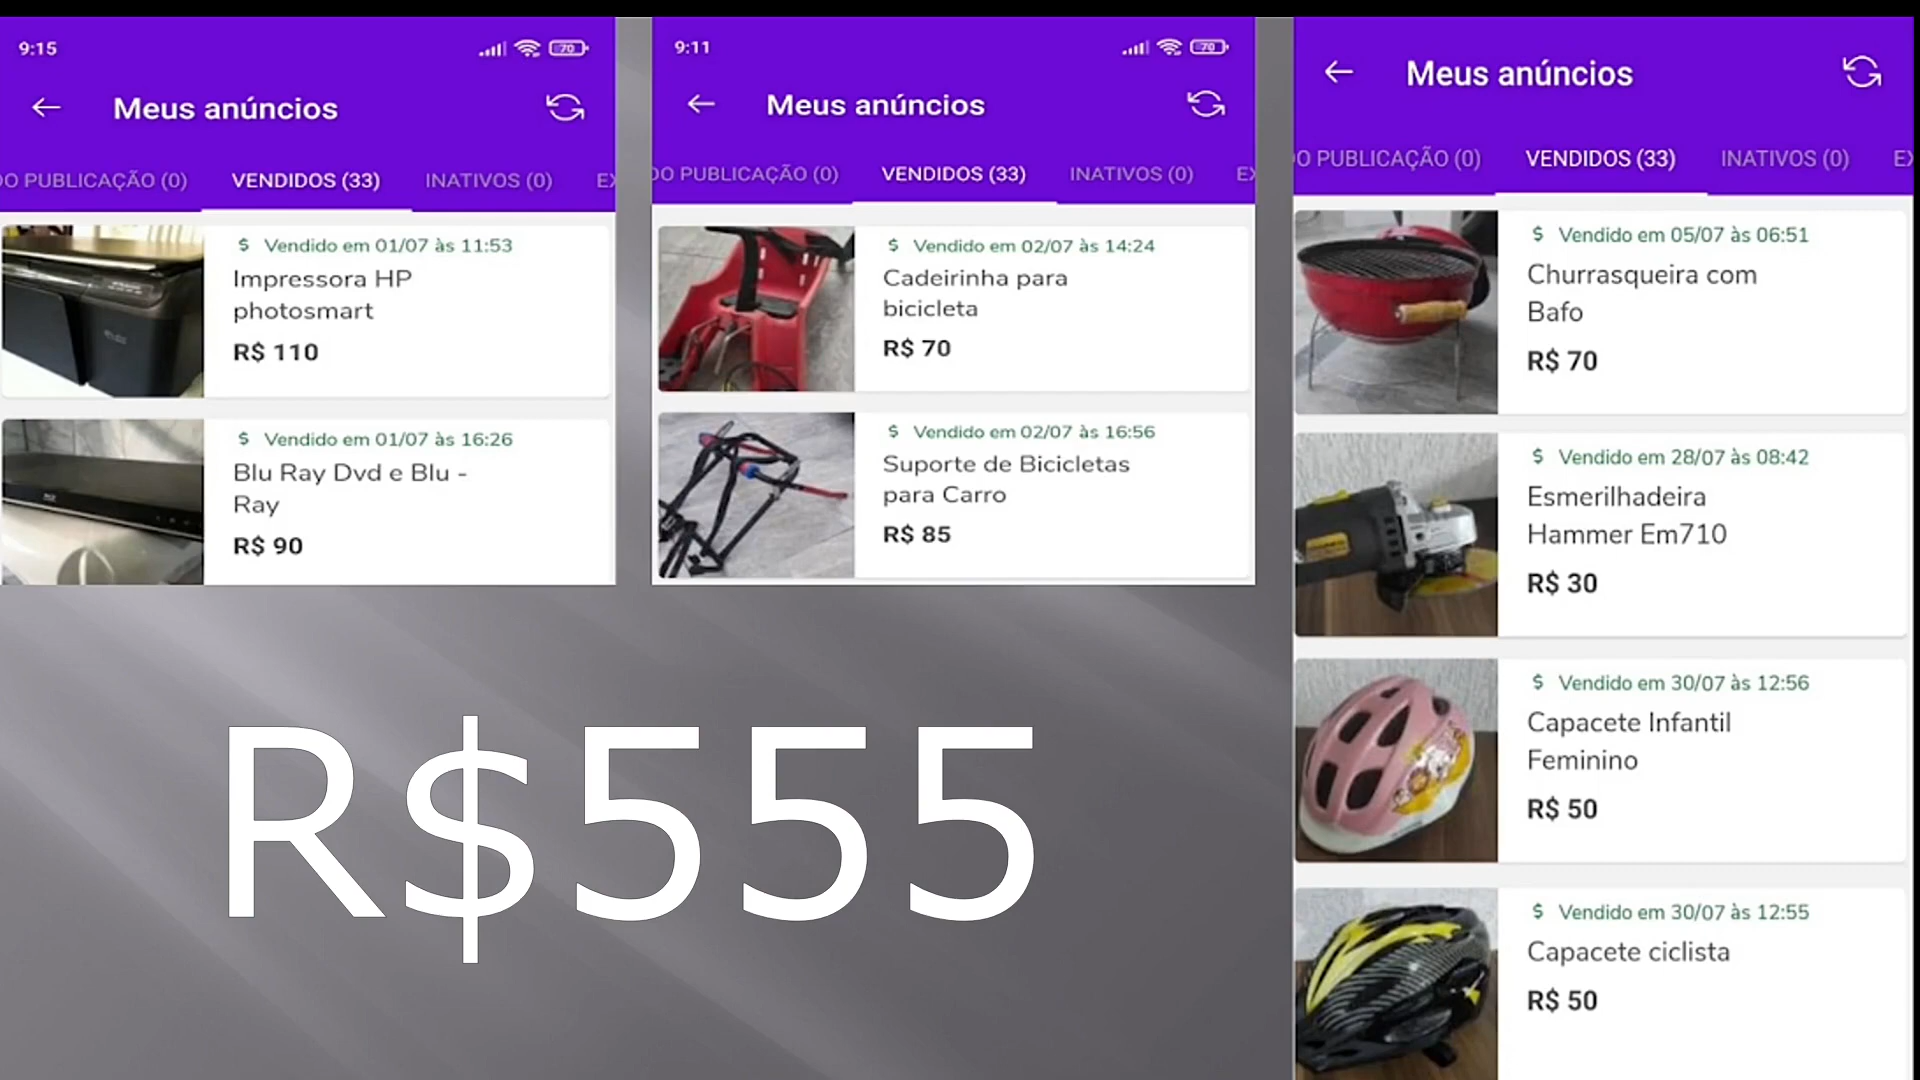 9:15
70
Meus anúncios
DO PUBLICAÇÃO (0) VENDIDOS (33) INATIVOS (0) EX
$ Vendido em 01/07 às 11:53
Impressora HP
photosmart
R$ 110
$ Vendido em 01/07 às 16:26
Blu Ray Dvd e Blu -
Ray
R$ 90
9:11
70
Meus anúncios
DO PUBLICAÇÃO (0) VENDIDOS (33) INATIVOS (0) EX
$ Vendido em 02/07 às 14:24
Cadeirinha para
bicicleta
R$ 70
$ Vendido em 02/07 às 16:56
Suporte de Bicicletas
para Carro
R$ 85
Meus anúncios
O PUBLICAÇÃO (0) VENDIDOS (33) INATIVOS (0) E
$ Vendido em 05/07 às 06:51
Churrasqueira com
Bafo
R$ 70
$ Vendido em 28/07 às 08:42
Esmerilhadeira
Hammer Em710
R$ 30
$ Vendido em 30/07 às 12:56
Capacete Infantil
Feminino
R$ 50
$ Vendido em 30/07 às 12:55
Capacete ciclista
R$ 50
R$555